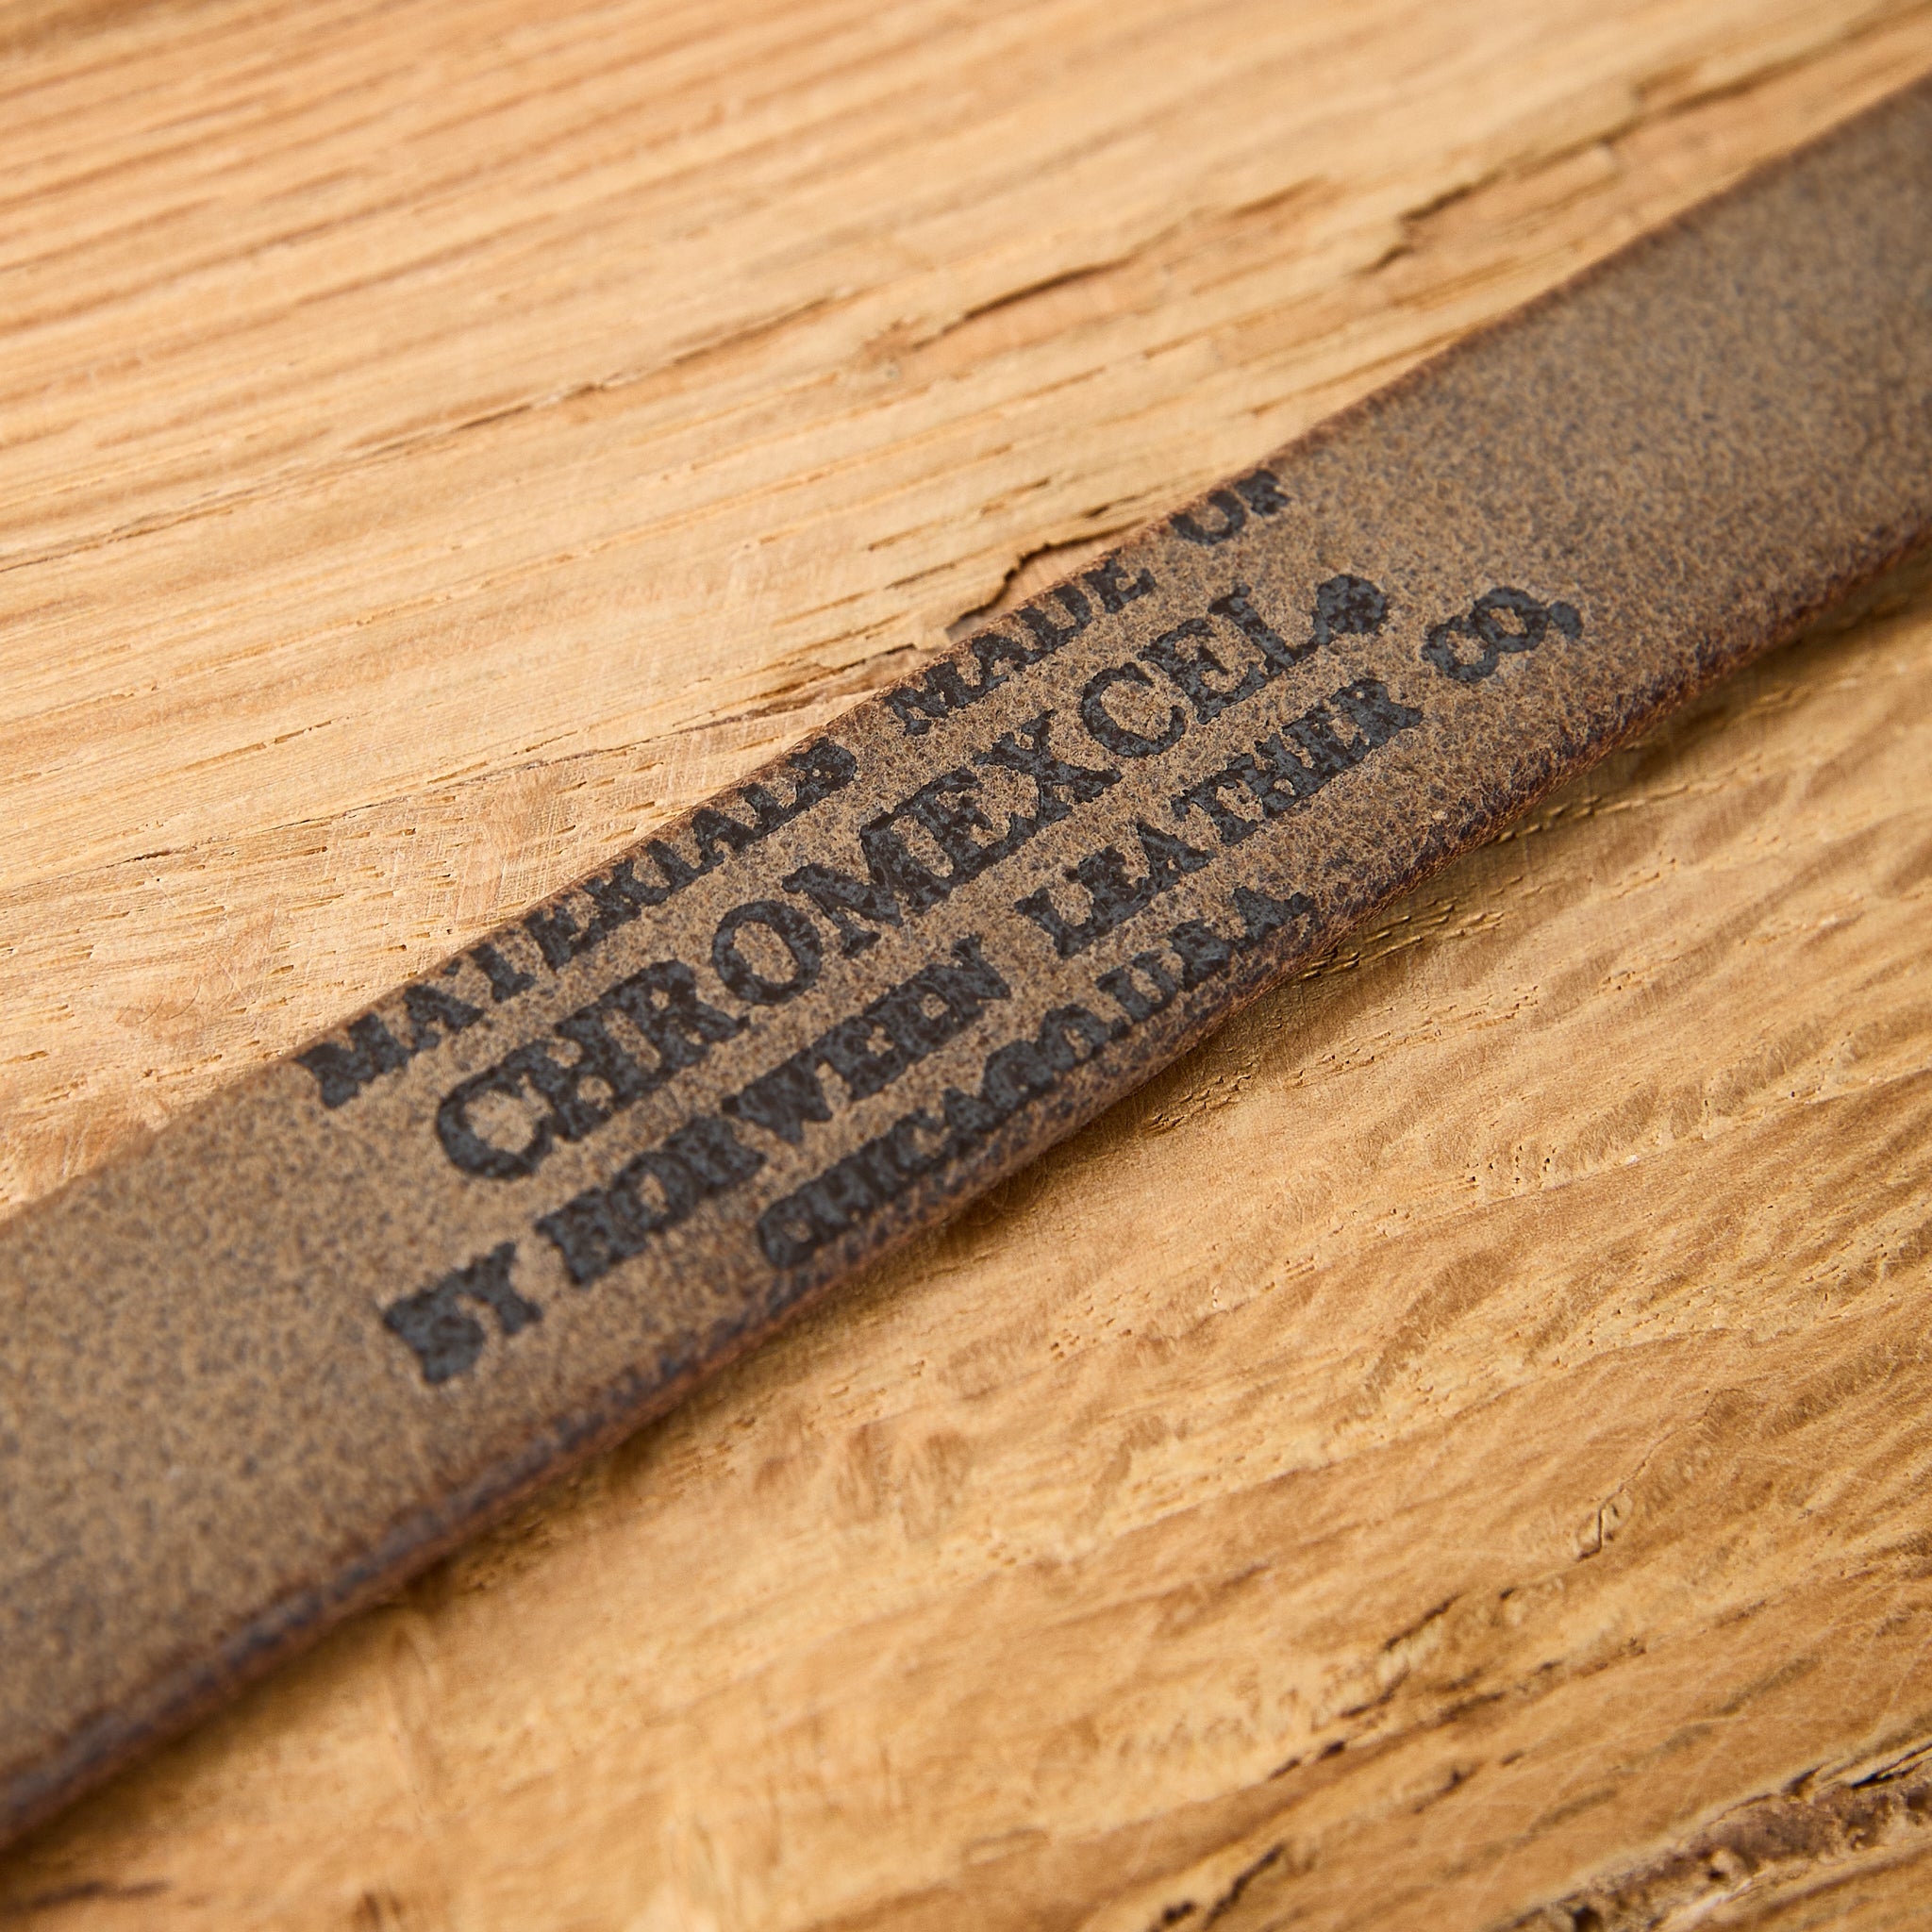 MATERIALS MADE OF
CHROMEXCEL®
BY HORWEEN LEATHER CO,
CHICAGO, U.S.A.